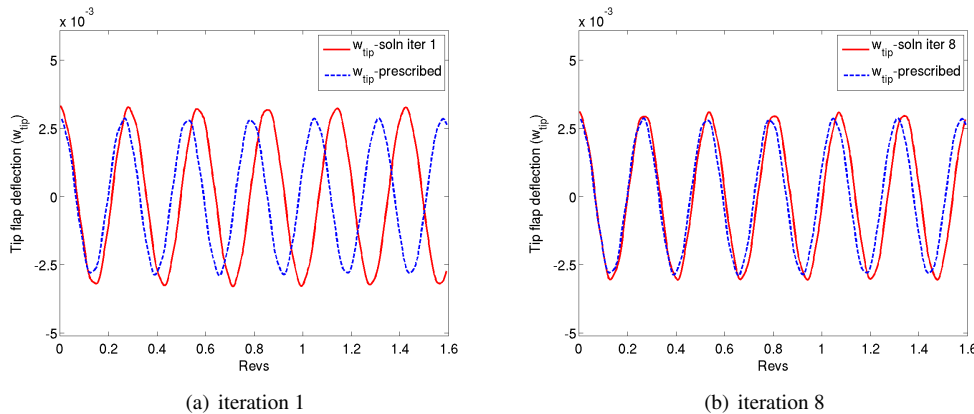 x 10⁻³
w_tip-soln iter 1
w_tip-prescribed
5
2.5
0
-2.5
-5
Tip flap deflection (w_tip)
0 0.2 0.4 0.6 0.8 1 1.2 1.4 1.6
Revs
(a) iteration 1
x 10⁻³
w_tip-soln iter 8
w_tip-prescribed
5
2.5
0
-2.5
-5
Tip flap deflection (w_tip)
0 0.2 0.4 0.6 0.8 1 1.2 1.4 1.6
Revs
(b) iteration 8